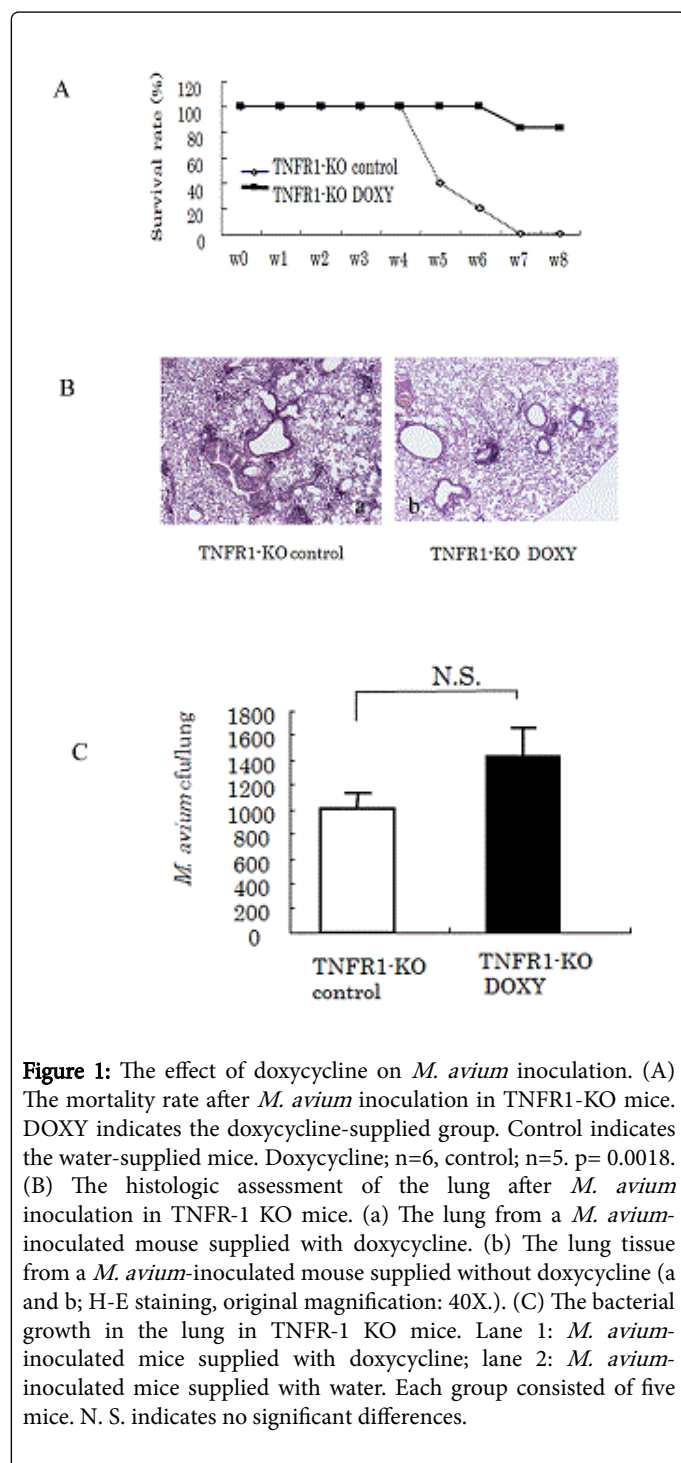 A
Survival rate (%)
120
100
80
60
40
20
0
TNFR1-KO control
TNFR1-KO DOXY
w0 w1 w2 w3 w4 w5 w6 w7 w8
B
a
b
TNFR1-KO control
TNFR1-KO DOXY
C
N.S.
M. avium cfu/lung
1800
1600
1400
1200
1000
800
600
400
200
0
TNFR1-KO
control
TNFR1-KO
DOXY
Figure 1: The effect of doxycycline on M. avium inoculation. (A)
The mortality rate after M. avium inoculation in TNFR1-KO mice.
DOXY indicates the doxycycline-supplied group. Control indicates
the water-supplied mice. Doxycycline; n=6, control; n=5. p= 0.0018.
(B) The histologic assessment of the lung after M. avium
inoculation in TNFR-1 KO mice. (a) The lung from a M. avium-
inoculated mouse supplied with doxycycline. (b) The lung tissue
from a M. avium-inoculated mouse supplied without doxycycline (a
and b; H-E staining, original magnification: 40X.). (C) The bacterial
growth in the lung in TNFR-1 KO mice. Lane 1: M. avium-
inoculated mice supplied with doxycycline; lane 2: M. avium-
inoculated mice supplied with water. Each group consisted of five
mice. N. S. indicates no significant differences.